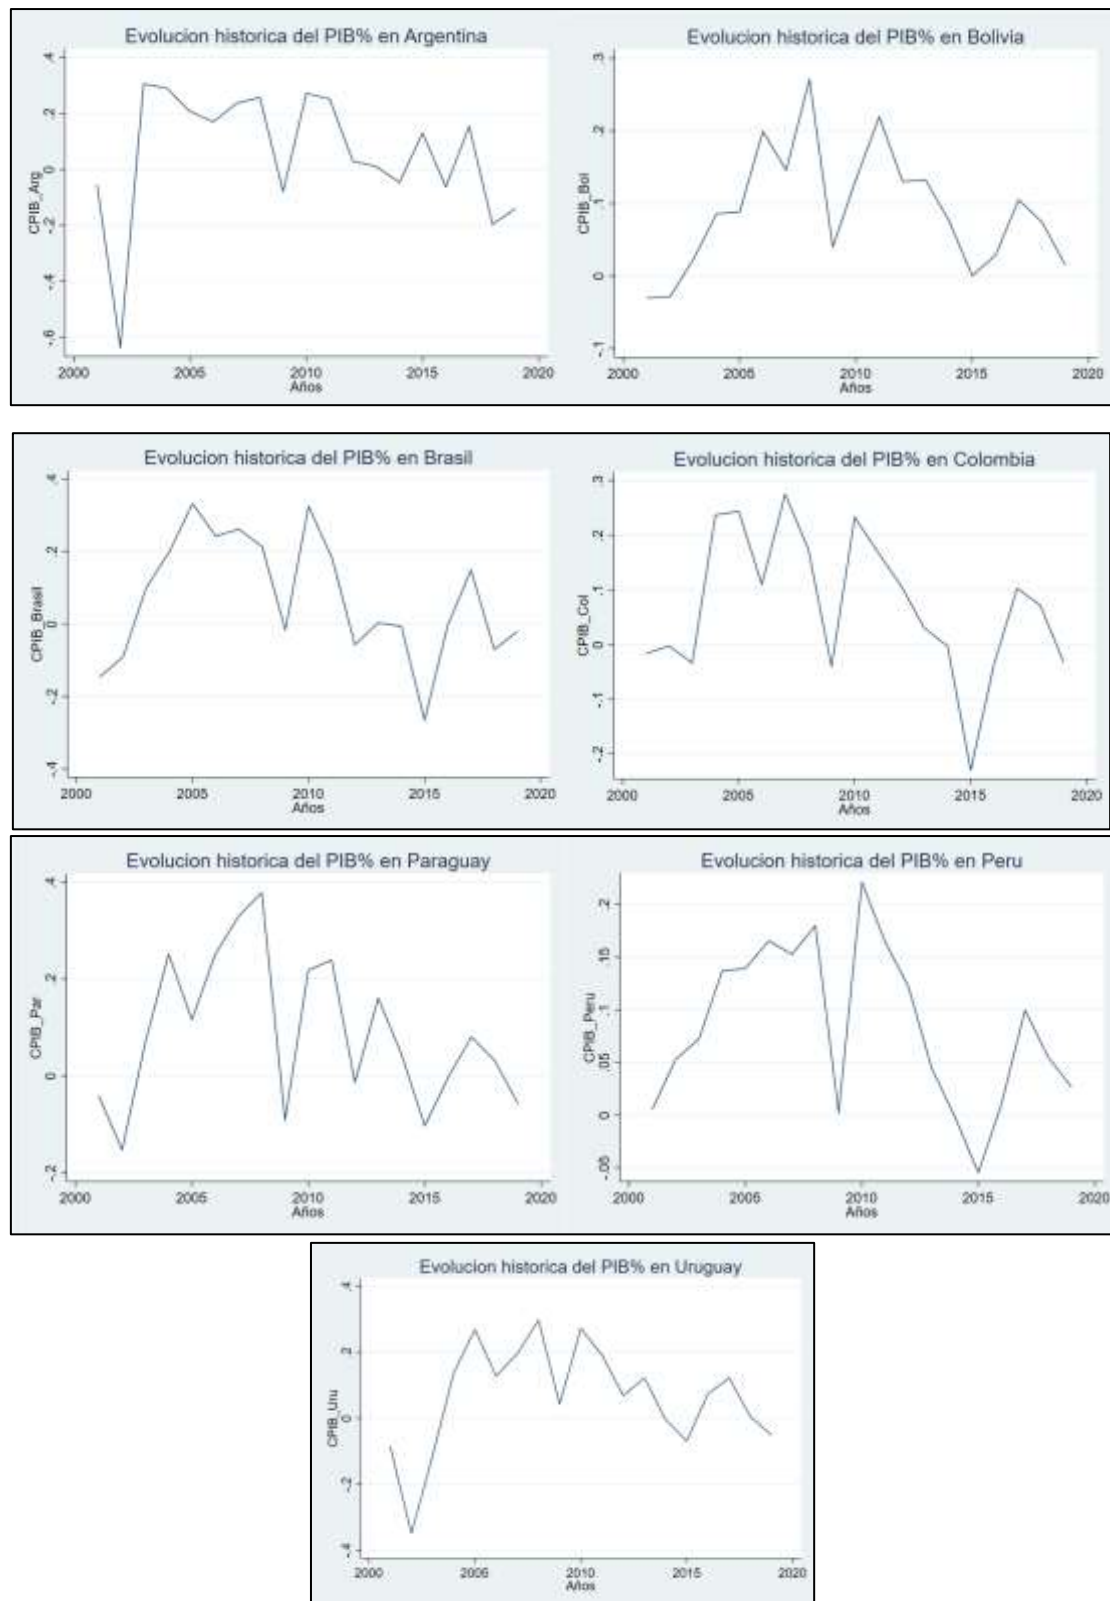 Evolucion historica del PIB% en Argentina
CPIB_Arg
.4
.2
0
-.2
-.4
-.6
2000 2005 2010 2015 2020
Años
Evolucion historica del PIB% en Bolivia
CPIB_Bol
.3
.2
.1
0
-.1
2000 2005 2010 2015 2020
Años
Evolucion historica del PIB% en Brasil
CPIB_Brasil
.4
.2
0
-.2
-.4
2000 2005 2010 2015 2020
Años
Evolucion historica del PIB% en Colombia
CPIB_Col
.3
.2
.1
0
-.1
-.2
2000 2005 2010 2015 2020
Años
Evolucion historica del PIB% en Paraguay
CPIB_Par
.4
.2
0
-.2
2000 2005 2010 2015 2020
Años
Evolucion historica del PIB% en Peru
CPIB_Peru
.2
.15
.1
.05
0
-.05
2000 2005 2010 2015 2020
Años
Evolucion historica del PIB% en Uruguay
CPIB_Uru
.4
.2
0
-.2
-.4
2000 2005 2010 2015 2020
Años